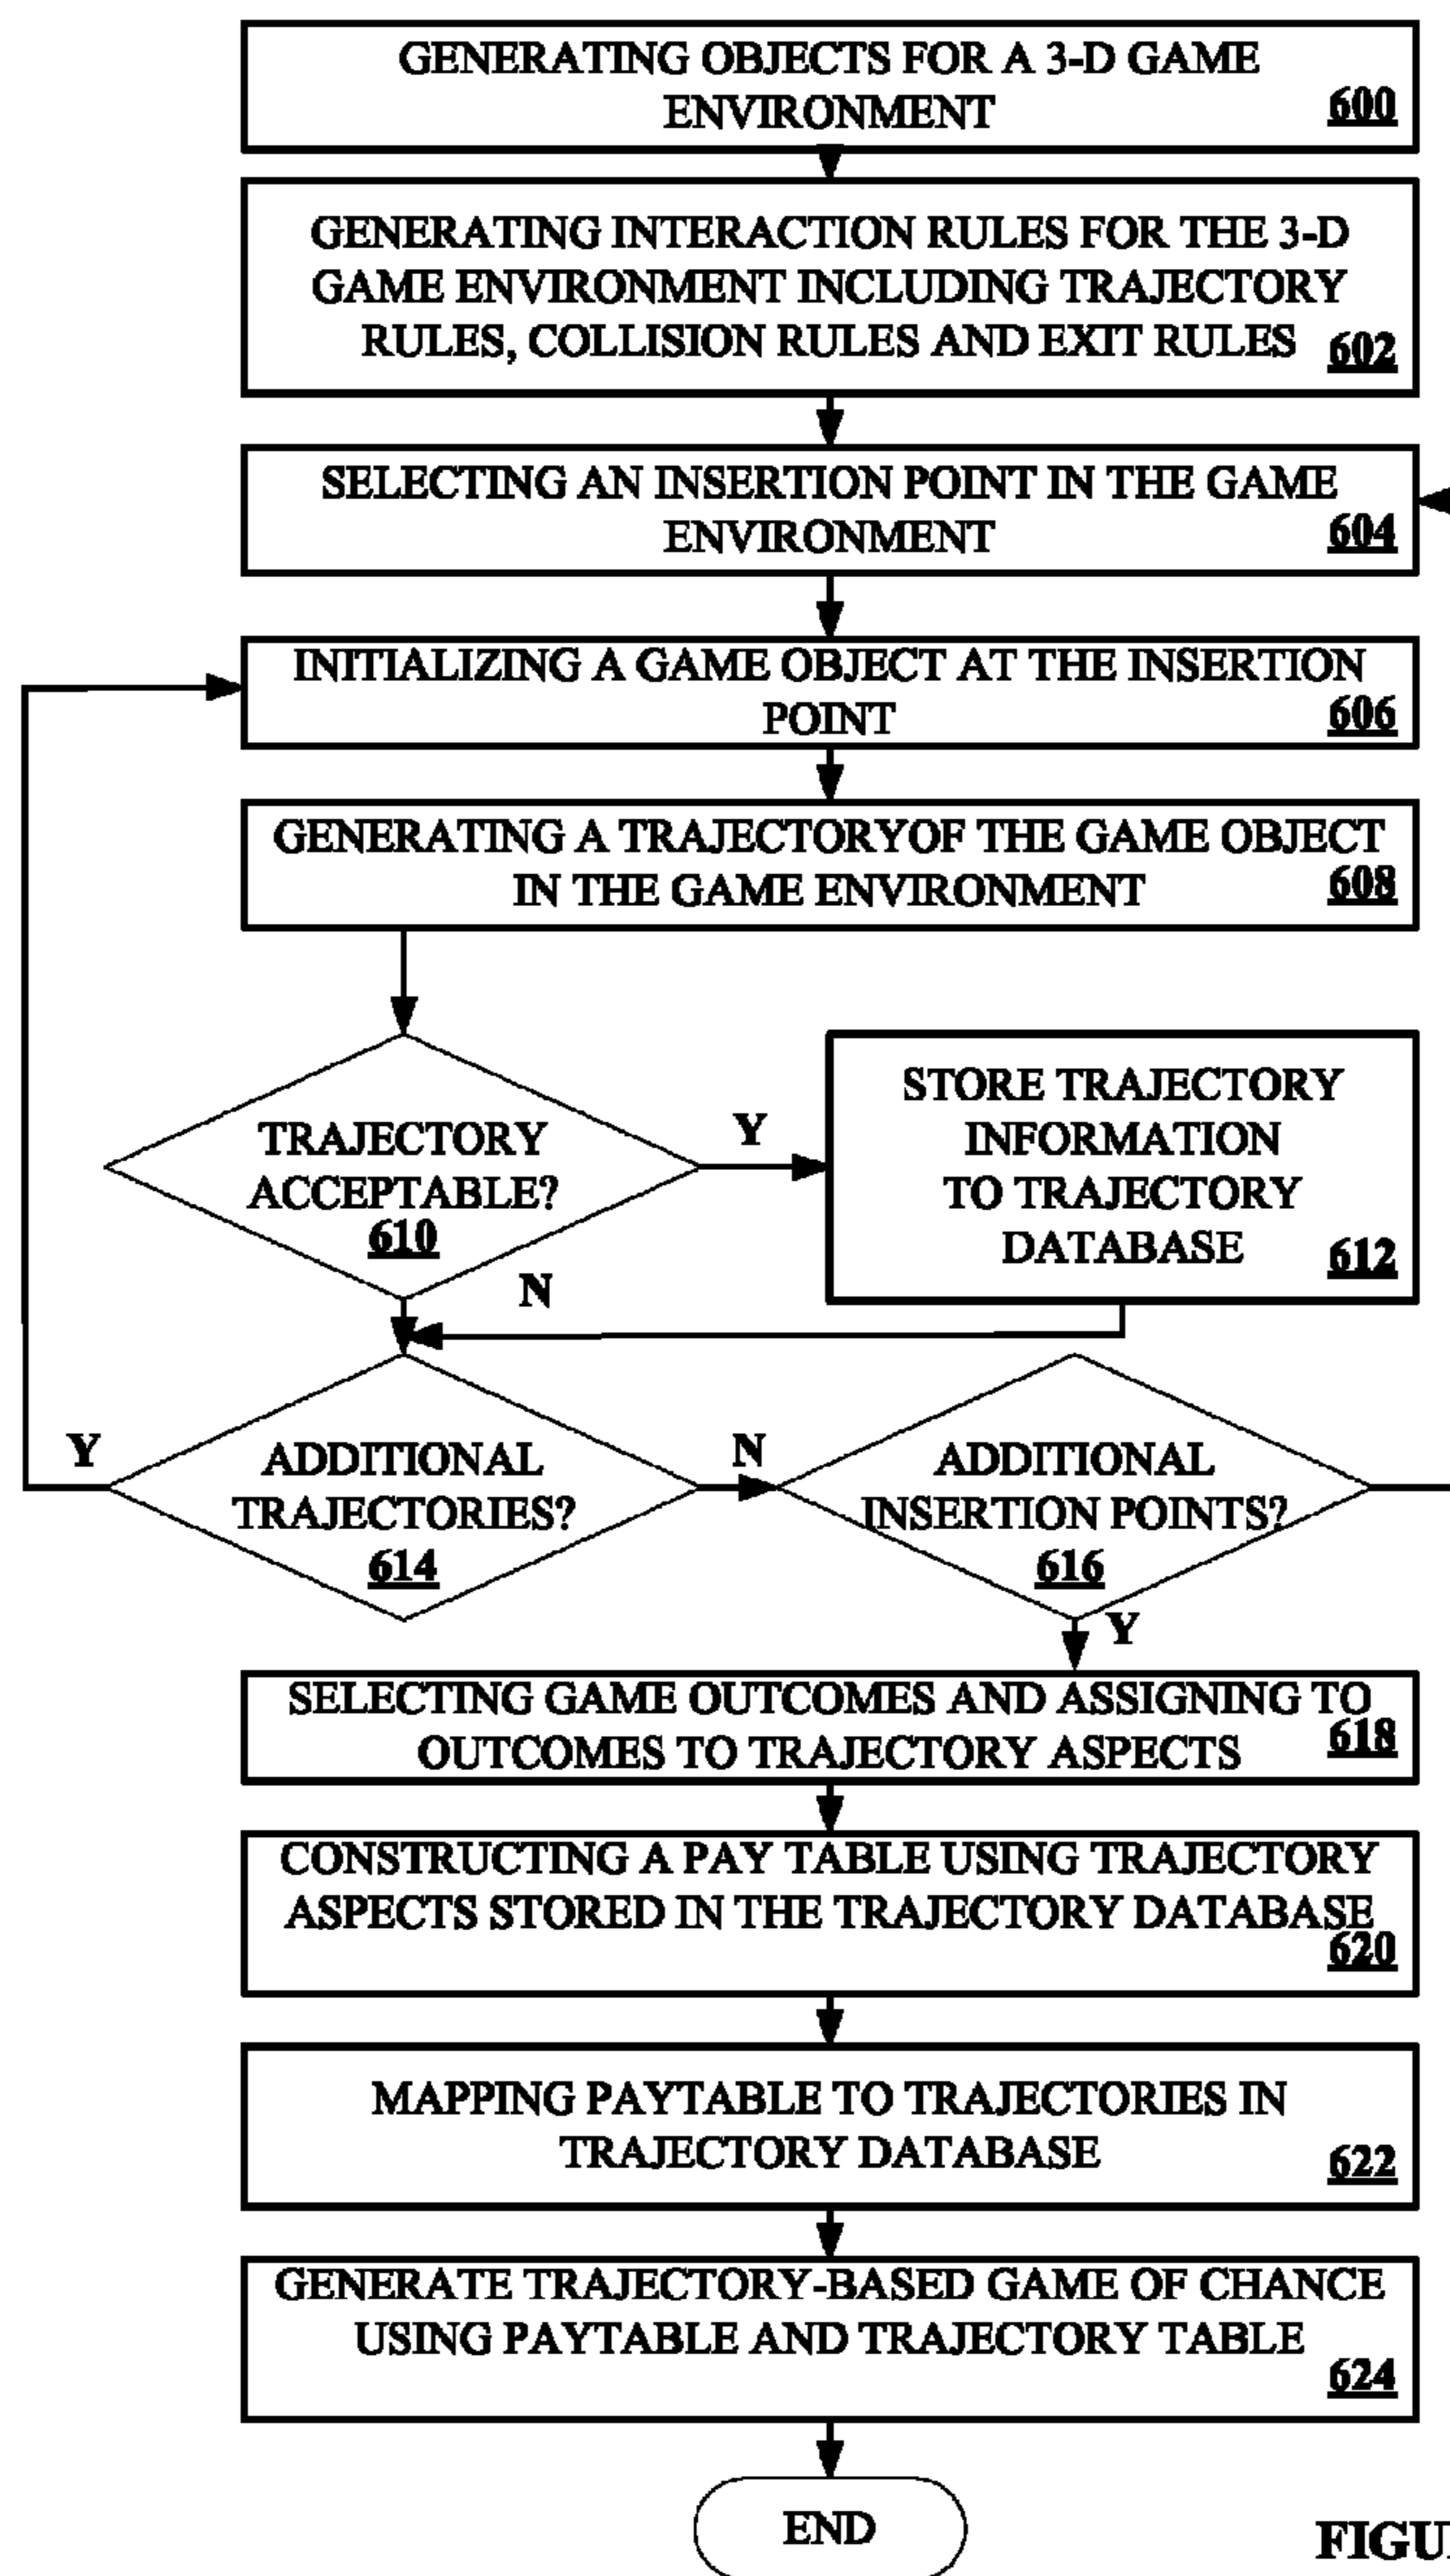 GENERATING OBJECTS FOR A 3-D GAME
ENVIRONMENT
600
GENERATING INTERACTION RULES FOR THE 3-D
GAME ENVIRONMENT INCLUDING TRAJECTORY
RULES, COLLISION RULES AND EXIT RULES
602
SELECTING AN INSERTION POINT IN THE GAME
ENVIRONMENT
604
INITIALIZING A GAME OBJECT AT THE INSERTION
POINT
606
GENERATING A TRAJECTORYOF THE GAME OBJECT
IN THE GAME ENVIRONMENT
608
TRAJECTORY
ACCEPTABLE?
610
Y
STORE TRAJECTORY
INFORMATION
TO TRAJECTORY
DATABASE
612
N
Y
ADDITIONAL
TRAJECTORIES?
614
N
ADDITIONAL
INSERTION POINTS?
616
Y
SELECTING GAME OUTCOMES AND ASSIGNING TO
OUTCOMES TO TRAJECTORY ASPECTS
618
CONSTRUCTING A PAY TABLE USING TRAJECTORY
ASPECTS STORED IN THE TRAJECTORY DATABASE
620
MAPPING PAYTABLE TO TRAJECTORIES IN
TRAJECTORY DATABASE
622
GENERATE TRAJECTORY-BASED GAME OF CHANCE
USING PAYTABLE AND TRAJECTORY TABLE
624
END